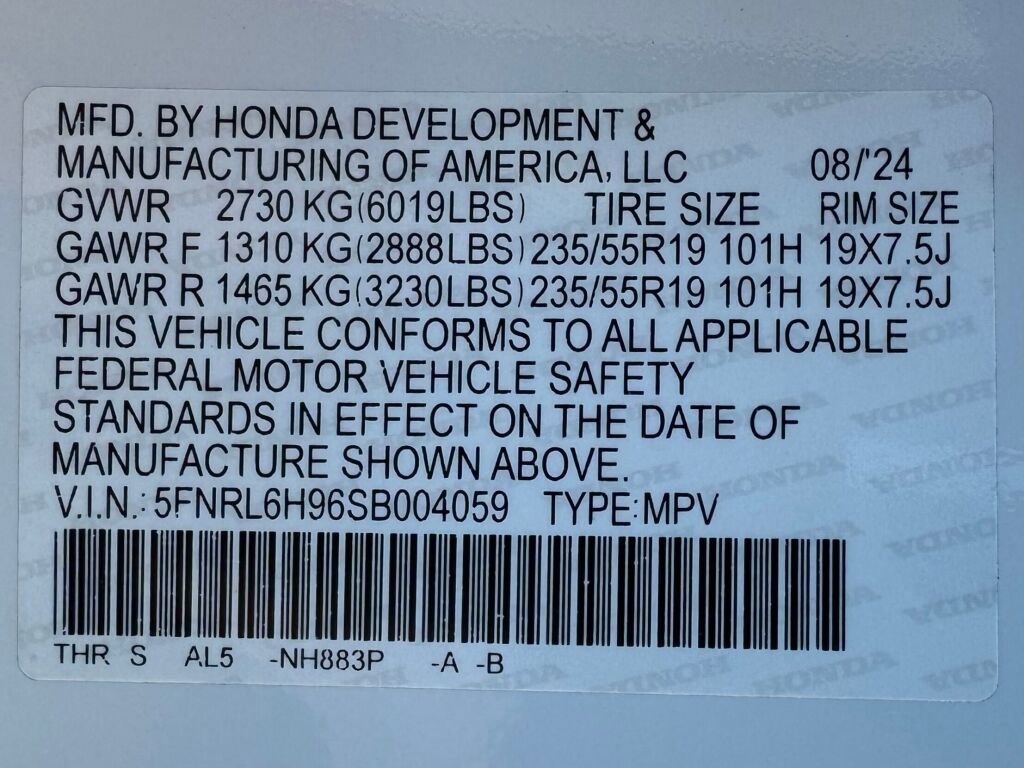 MFD. BY HONDA DEVELOPMENT &
MANUFACTURING OF AMERICA, LLC 08/'24
GVWR 2730 KG(6019LBS) TIRE SIZE RIM SIZE
GAWR F 1310 KG(2888LBS) 235/55R19 101H 19X7.5J
GAWR R 1465 KG(3230LBS) 235/55R19 101H 19X7.5J
THIS VEHICLE CONFORMS TO ALL APPLICABLE
FEDERAL MOTOR VEHICLE SAFETY
STANDARDS IN EFFECT ON THE DATE OF
MANUFACTURE SHOWN ABOVE.
V.I.N.: 5FNRL6H96SB004059 TYPE: MPV
THR S AL5 -NH883P -A -B